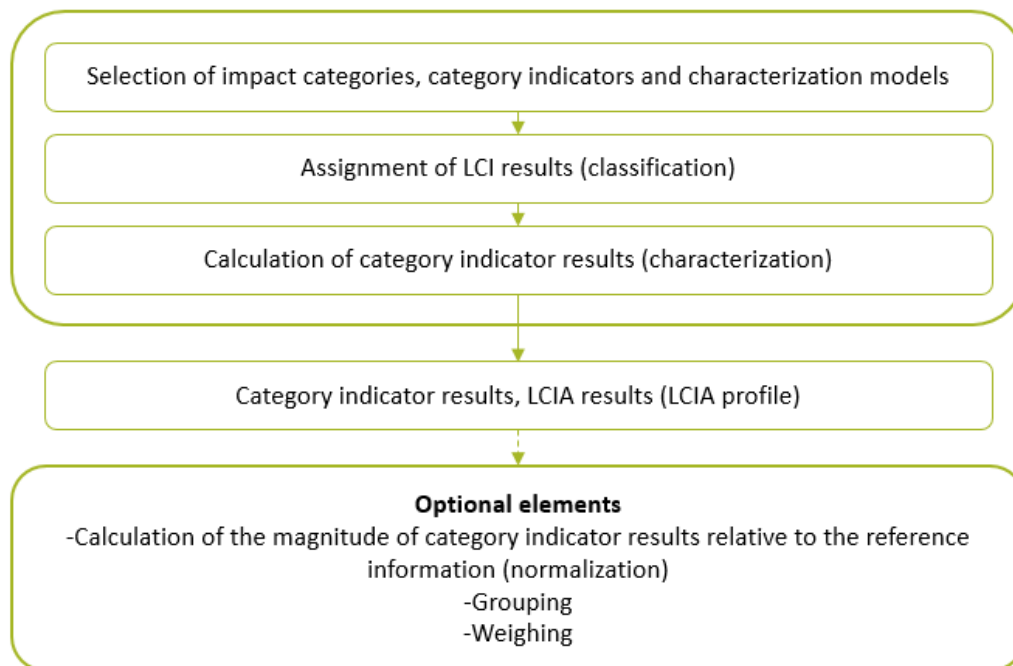 Selection of impact categories, category indicators and characterization models
Assignment of LCI results (classification)
Calculation of category indicator results (characterization)
Category indicator results, LCIA results (LCIA profile)
Optional elements
-Calculation of the magnitude of category indicator results relative to the reference
information (normalization)
-Grouping
-Weighing